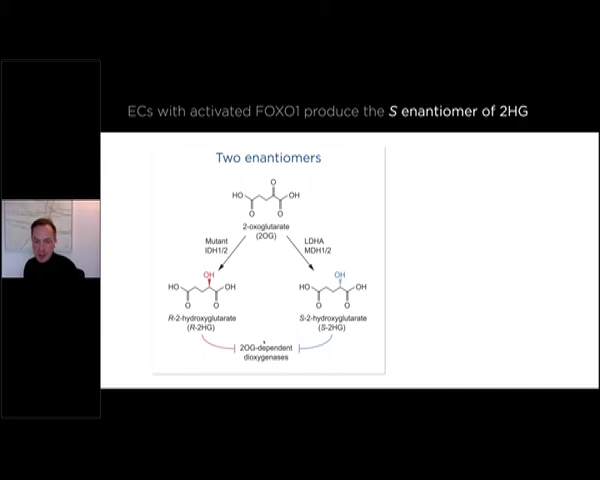 ECs with activated FOXO1 produce the S enantiomer of 2HG
Two enantiomers
O
HO
OH
O
O
2-oxoglutarate
(2OG)
Mutant
IDH1/2
LDHA
MDH1/2
OH
HO
OH
O
O
OH
HO
OH
O
O
R-2-hydroxyglutarate
(R-2HG)
S-2-hydroxyglutarate
(S-2HG)
2OG-dependent
dioxygenases